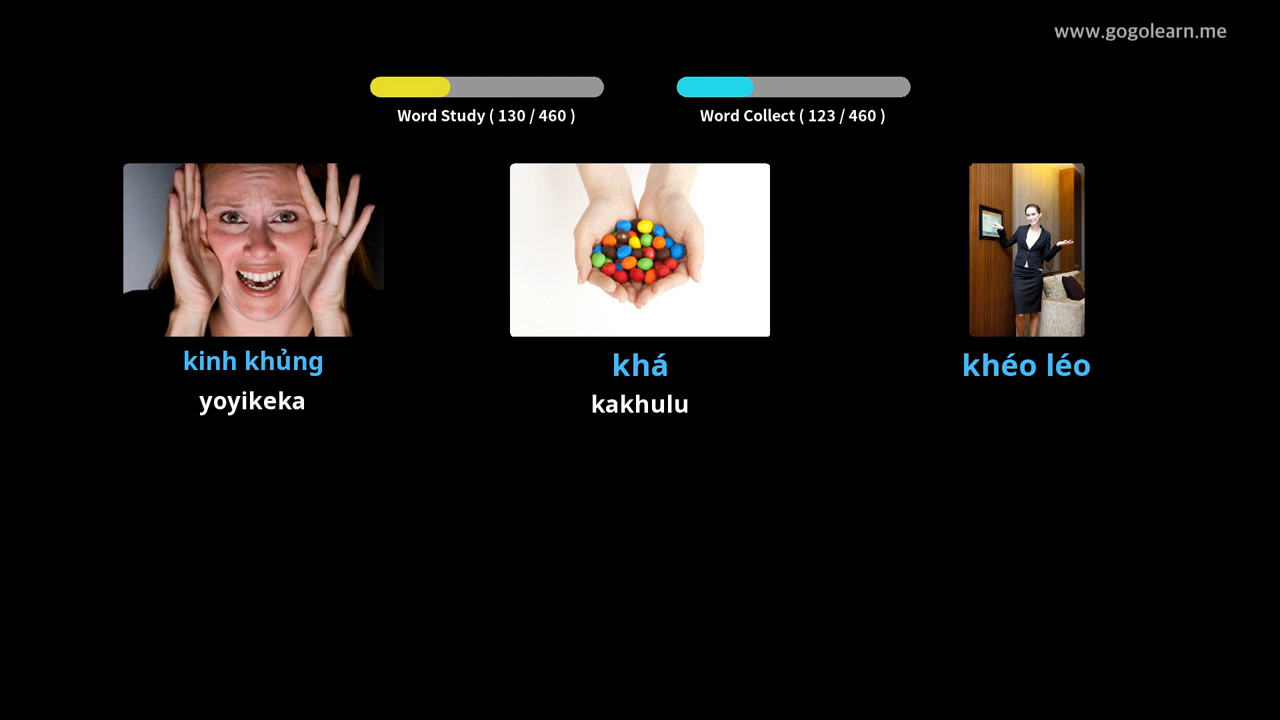 www.gogolearn.me
Word Study ( 130 / 460 )
Word Collect ( 123 / 460 )
kinh khủng
yoyikeka
khá
kakhulu
khéo léo